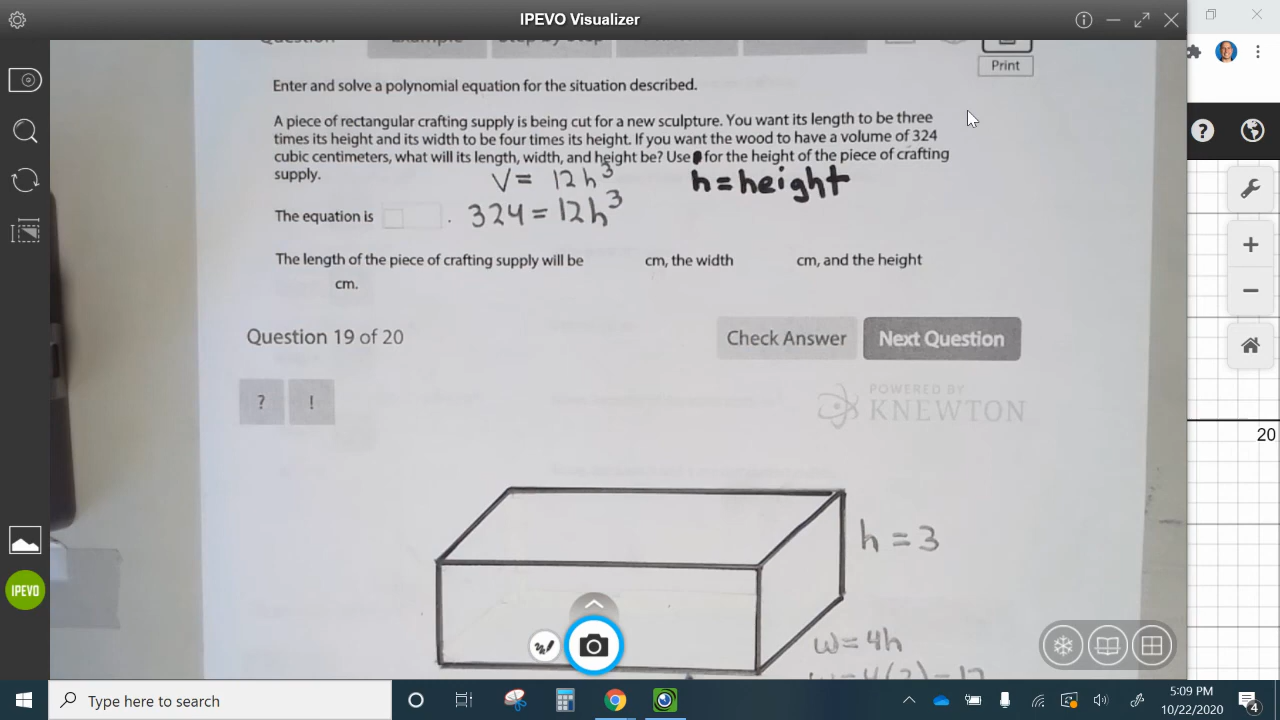 IPEVO Visualizer
Print
Enter and solve a polynomial equation for the situation described.
A piece of rectangular crafting supply is being cut for a new sculpture. You want its length to be three
times its height and its width to be four times its height. If you want the wood to have a volume of 324
cubic centimeters, what will its length, width, and height be? Use for the height of the piece of crafting
supply.
V = 12h³
h = height
The equation is .
324 = 12h³
The length of the piece of crafting supply will be cm, the width cm, and the height
cm.
Question 19 of 20
Check Answer
Next Question
? !
POWERED BY
KNEWTON
20
h = 3
IPEVO
w = 4h
Type here to search
5:09 PM
10/22/2020
4